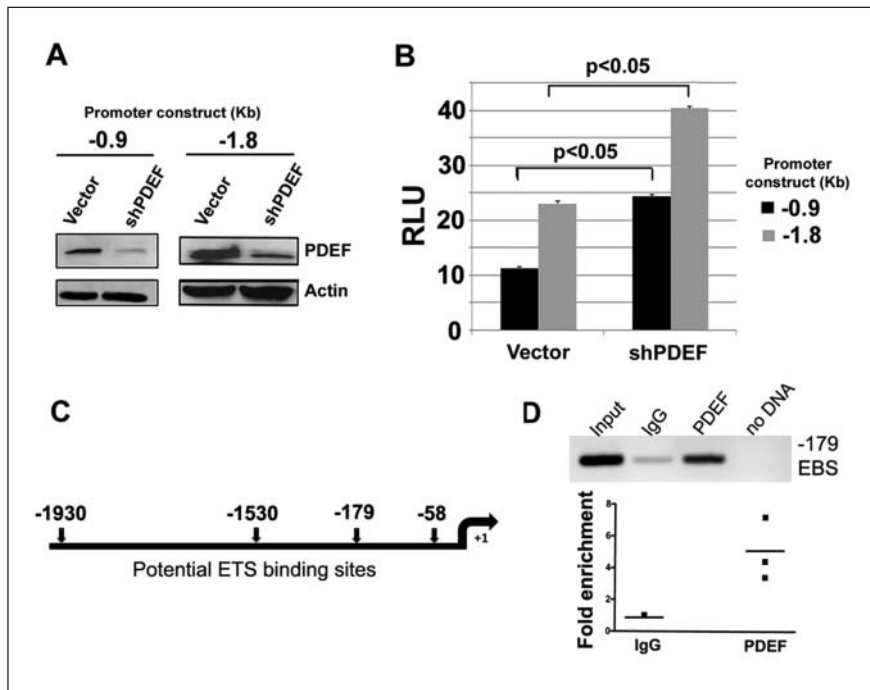 A
Promoter construct (Kb)
-0.9
-1.8
Vector
shPDEF
Vector
shPDEF
PDEF
Actin
B
p<0.05
p<0.05
40
30
20
10
0
RLU
Vector
shPDEF
Promoter
construct (Kb)
-0.9
-1.8
C
-1930
-1530
-179
-58
+1
Potential ETS binding sites
D
Input
IgG
PDEF
no DNA
-179
EBS
Fold enrichment
8
6
4
2
0
IgG
PDEF